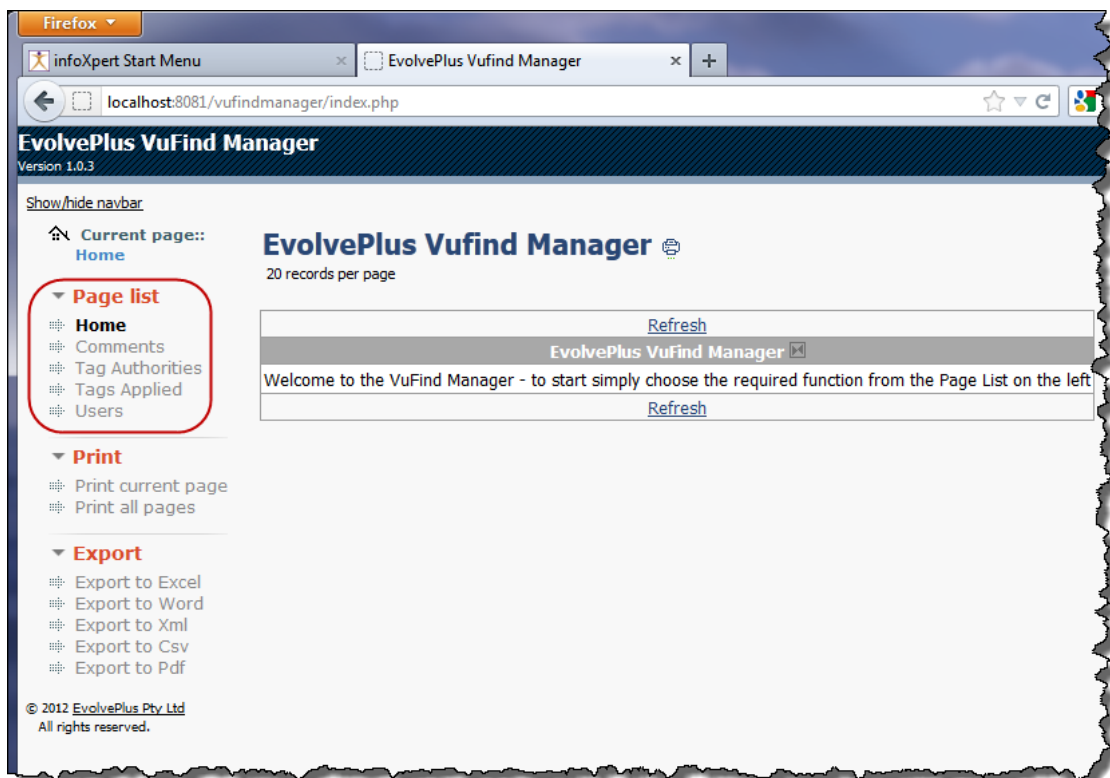 Firefox
infoXpert Start Menu
EvolvePlus Vufind Manager
localhost:8081/vufindmanager/index.php
EvolvePlus VuFind Manager
Version 1.0.3
Show/hide navbar
Current page::
Home
EvolvePlus Vufind Manager
20 records per page
Page list
Home
Comments
Tag Authorities
Tags Applied
Users
Refresh
EvolvePlus VuFind Manager
Welcome to the VuFind Manager - to start simply choose the required function from the Page List on the left
Refresh
Print
Print current page
Print all pages
Export
Export to Excel
Export to Word
Export to Xml
Export to Csv
Export to Pdf
© 2012 EvolvePlus Pty Ltd
All rights reserved.